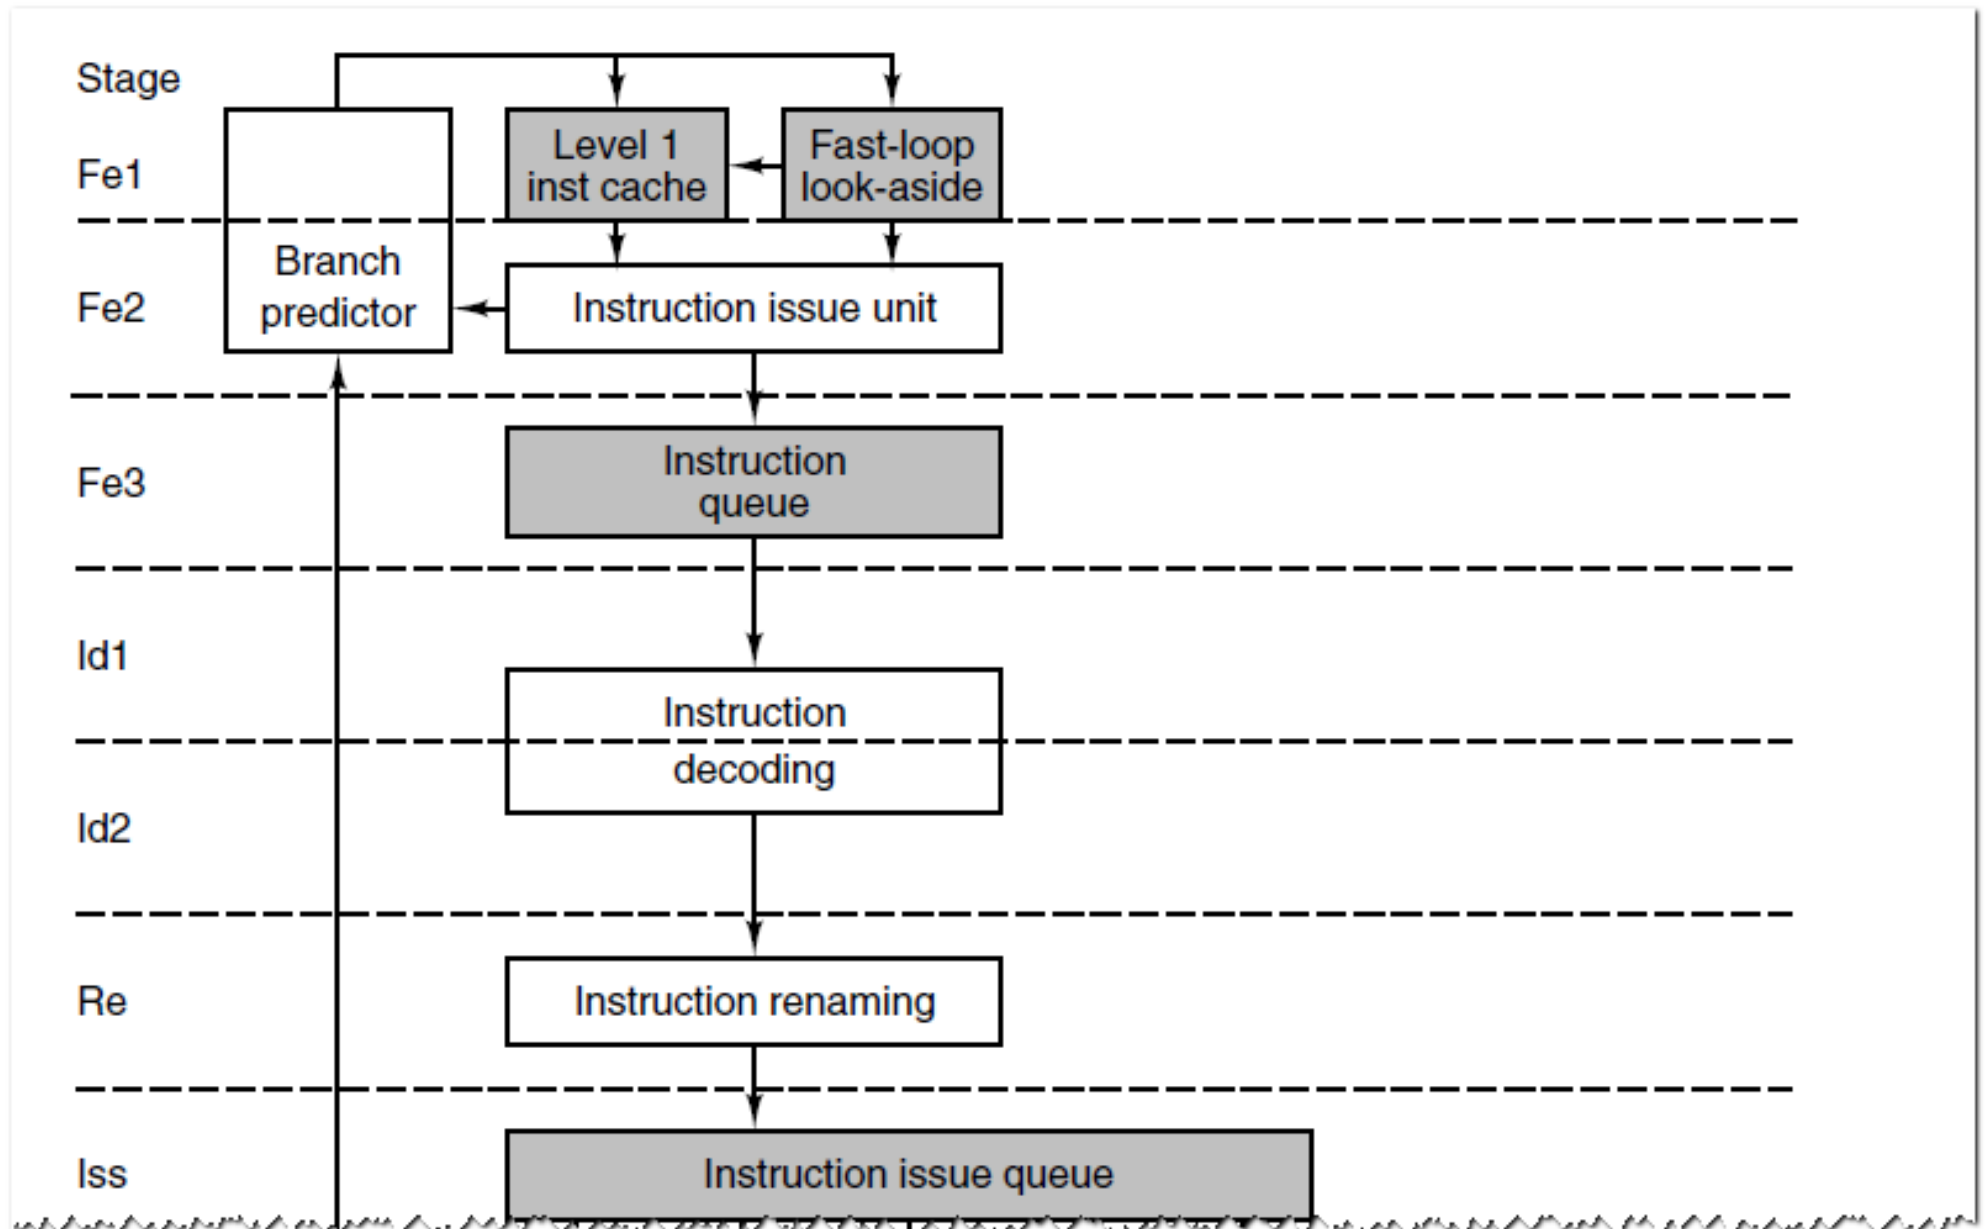 Stage
Fe1
Level 1
inst cache
Fast-loop
look-aside
Fe2
Branch
predictor
Instruction issue unit
Fe3
Instruction
queue
Id1
Instruction
decoding
Id2
Re
Instruction renaming
Iss
Instruction issue queue